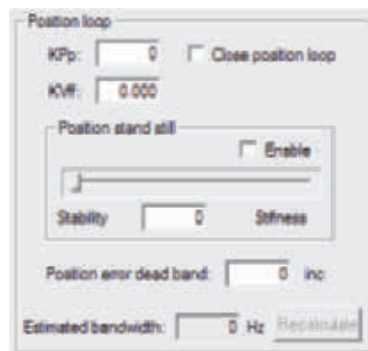 Position loop
KPp: 0 Close position loop
KVff: 0.000
Position stand still
Enable
Stability 0 Stifness
Position error dead band: 0 inc
Estimated bandwidth: 0 Hz Recalculate